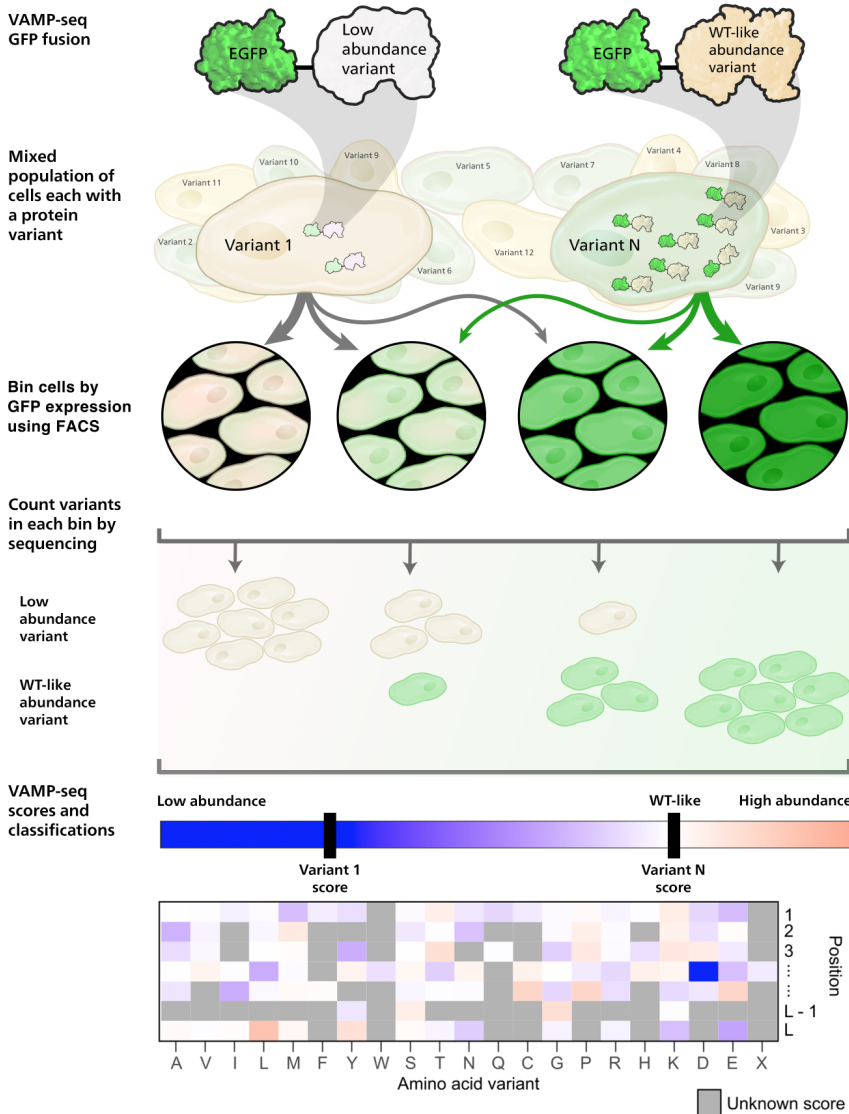 VAMP-seq
GFP fusion
EGFP
Low
abundance
variant
EGFP
WT-like
abundance
variant
Mixed
population of
cells each with
a protein
variant
Variant 11
Variant 10
Variant 9
Variant 5
Variant 7
Variant 4
Variant 8
Variant 2
Variant 1
Variant 6
Variant 12
Variant N
Variant 3
Variant 9
Bin cells by
GFP expression
using FACS
Count variants
in each bin by
sequencing
Low
abundance
variant
WT-like
abundance
variant
VAMP-seq
scores and
classifications
Low abundance
WT-like
High abundance
Variant 1
score
Variant N
score
1
2
3
⋮
⋮
L - 1
L
Position
A V I L M F Y W S T N Q C G P R H K D E X
Amino acid variant
Unknown score